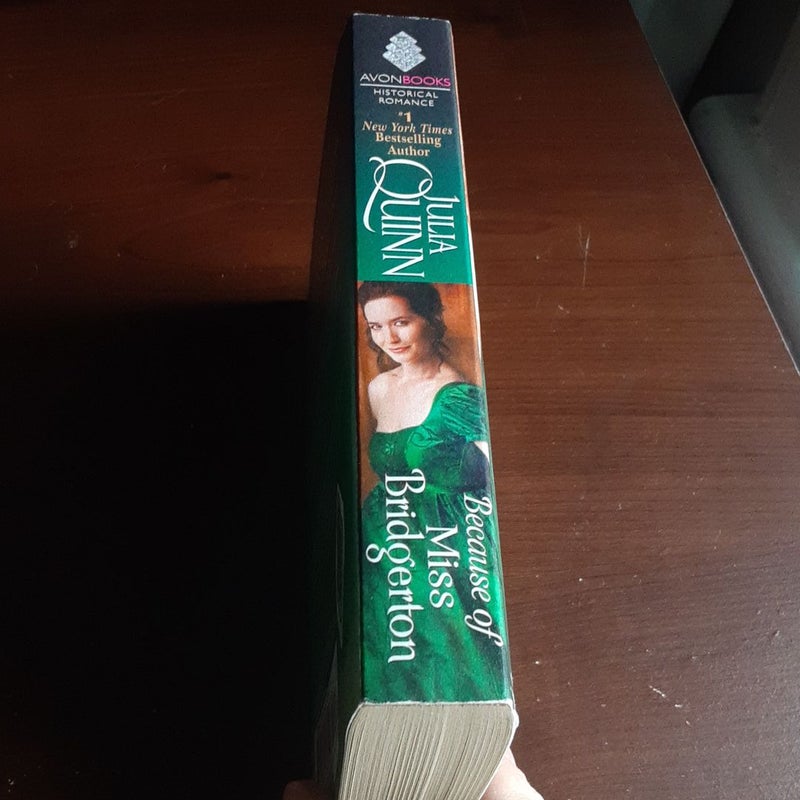 AVONBOOKS
HISTORICAL
ROMANCE
#1
New York Times
Bestselling
Author
JULIA
QUINN
Because of
Miss
Bridgerton